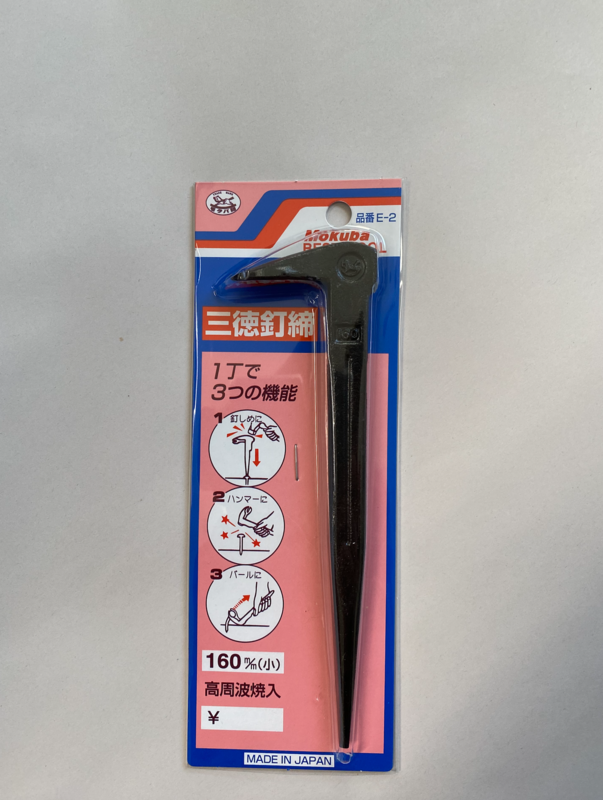 品番E-2
Mokuba
三徳釘締
1丁で
3つの機能
1 釘しめに
2 ハンマーに
3 バールに
160 m/m(小)
高周波焼入
¥
MADE IN JAPAN